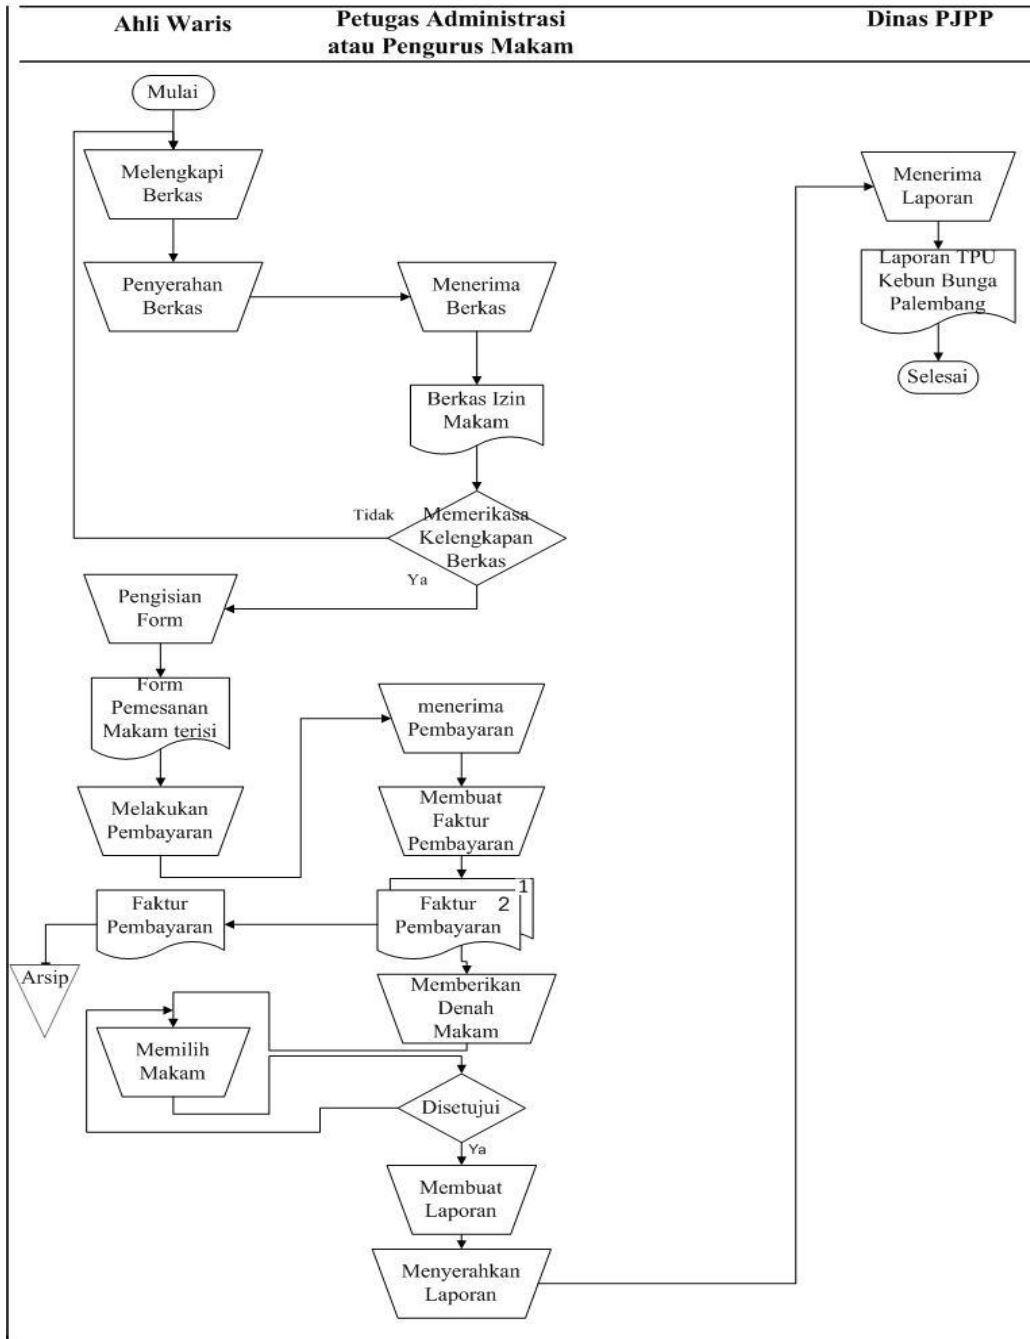 Ahli Waris
Petugas Administrasi
atau Pengurus Makam
Dinas PJPP
Mulai
Melengkapi
Berkas
Menerima
Laporan
Penyerahan
Berkas
Menerima
Berkas
Laporan TPU
Kebun Bunga
Palembang
Selesai
Berkas Izin
Makam
Tidak
Memerikasa
Kelengkapan
Berkas
Ya
Pengisian
Form
Form
Pemesanan
Makam terisi
menerima
Pembayaran
Melakukan
Pembayaran
Membuat
Faktur
Pembayaran
Faktur
Pembayaran
1
Faktur 2
Pembayaran
Arsip
Memberikan
Denah
Makam
Memilih
Makam
Disetujui
Ya
Membuat
Laporan
Menyerahkan
Laporan